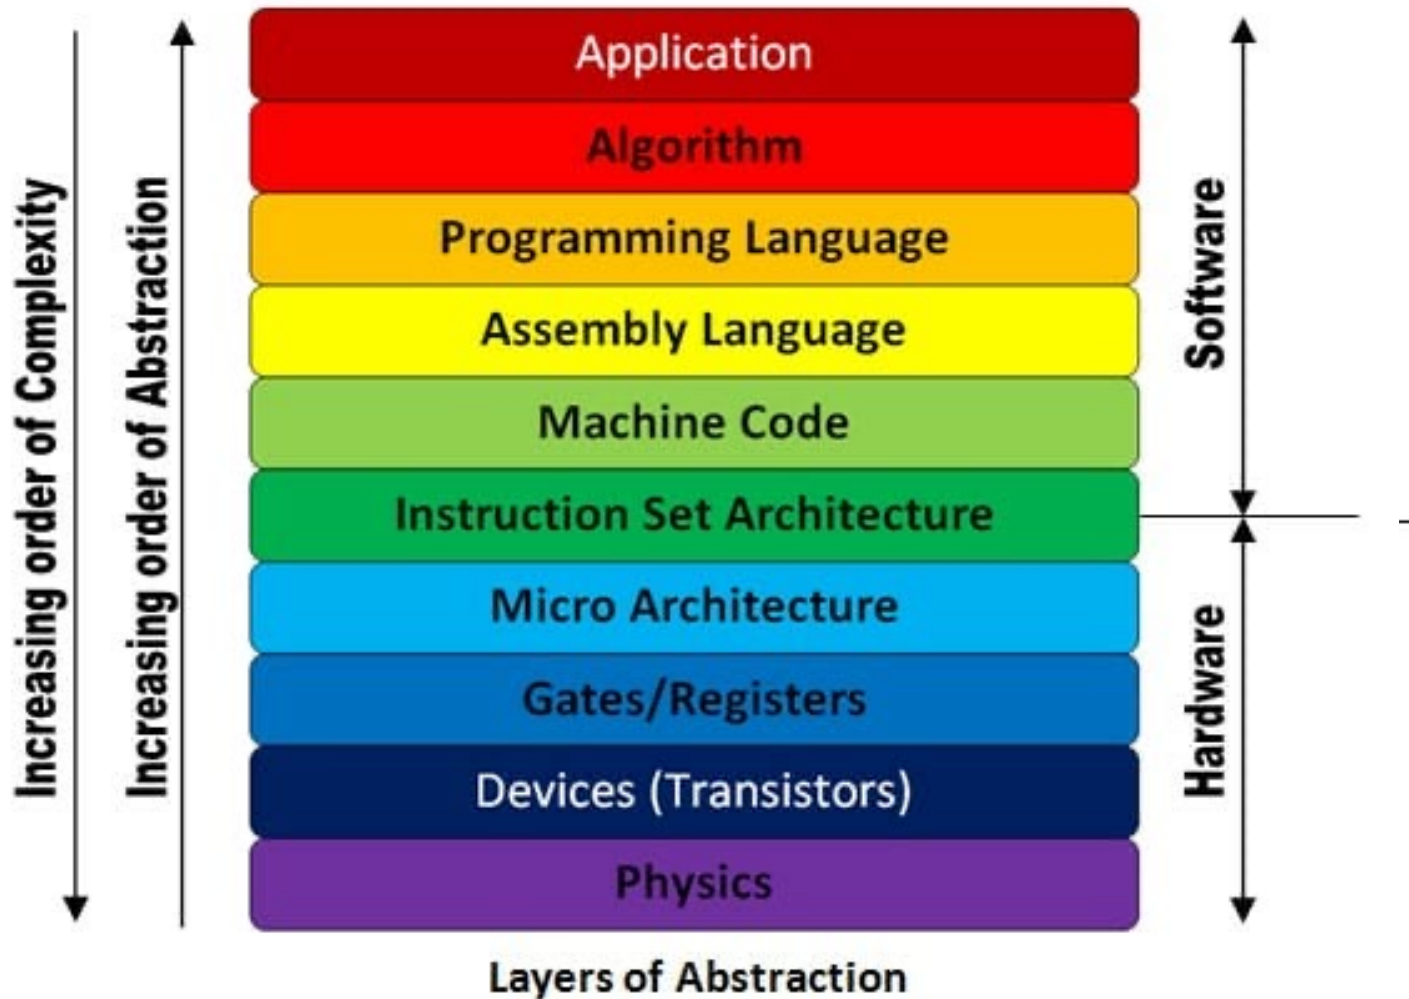 Increasing order of Complexity
Increasing order of Abstraction
Application
Algorithm
Programming Language
Assembly Language
Machine Code
Instruction Set Architecture
Micro Architecture
Gates/Registers
Devices (Transistors)
Physics
Software
Hardware
Layers of Abstraction